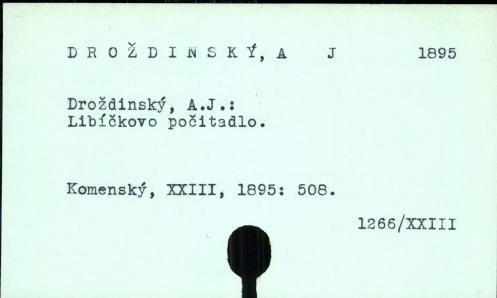 DROŽDINSKÝ, A J 1895
Droždinský, A.J.:
Libíčkovo počitadlo.
Komenský, XXIII, 1895: 508.
1266/XXIII